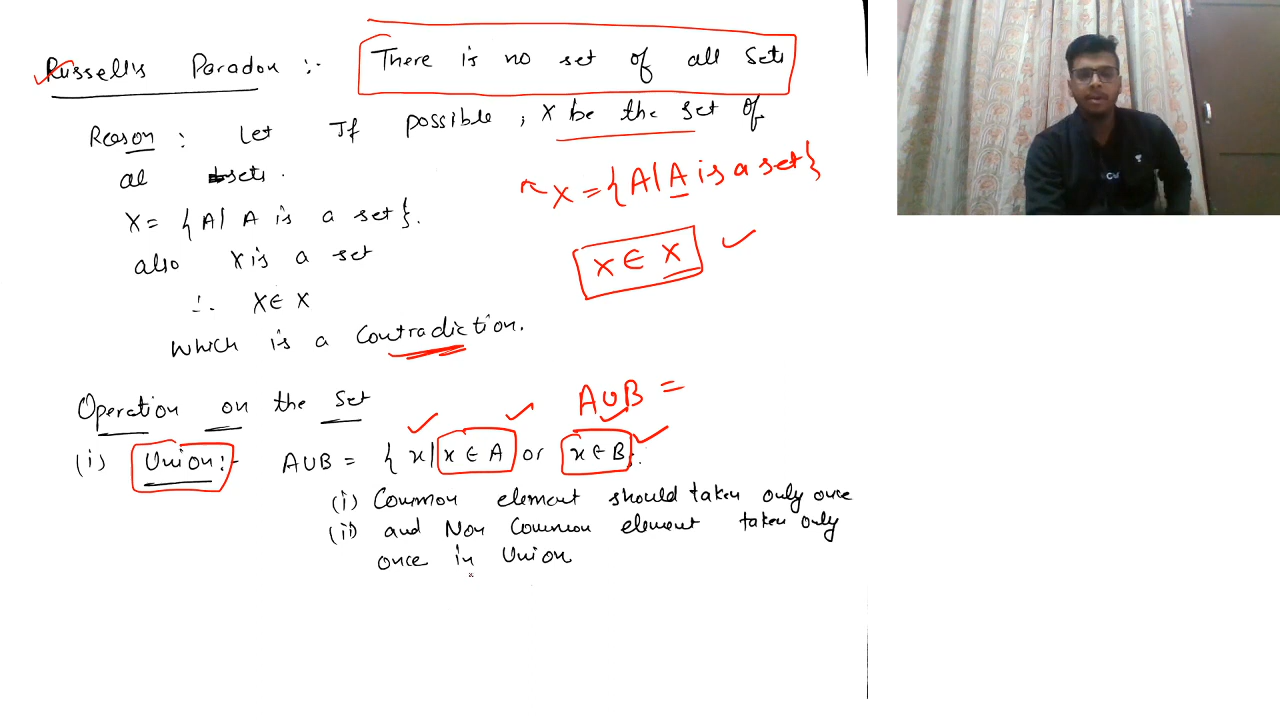 Russell's Paradox :-   There is no set of all sets
Reason : Let If possible, X be the set of
al sets.
X = {A| A is a set}.
X = {A| A is a set}
also X is a set
X ∈ X
∴ X ∈ X
which is a contradiction.
Operation on the Set
A∪B =
(i) Union:- A∪B = {x| x ∈ A or x ∈ B}.
(i) Common element should taken only once
(ii) and Non Common element taken only
once in Union